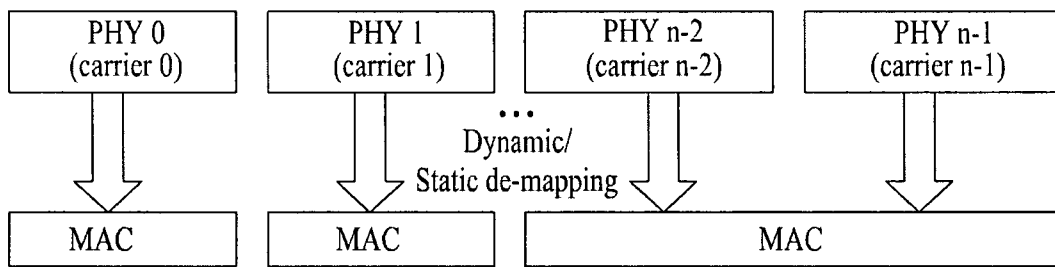 PHY 0
(carrier 0)
PHY 1
(carrier 1)
PHY n-2
(carrier n-2)
PHY n-1
(carrier n-1)
...
Dynamic/
Static de-mapping
MAC
MAC
MAC